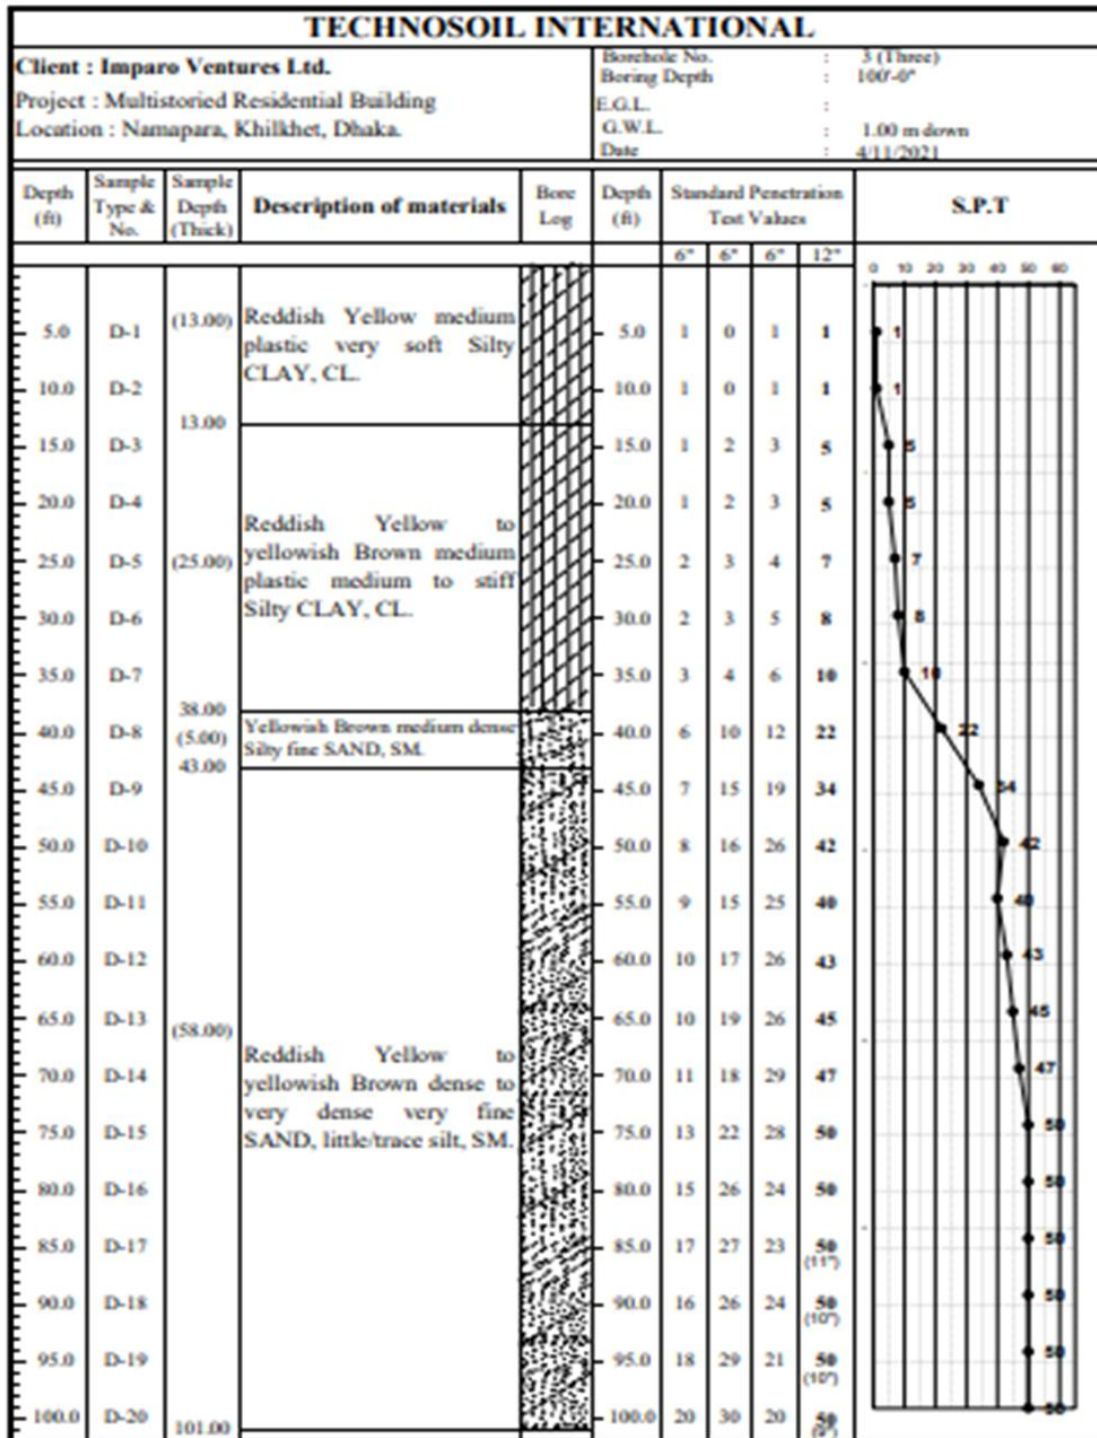 TECHNOSOIL INTERNATIONAL
Client : Imparo Ventures Ltd.
Project : Multistoried Residential Building
Location : Namapara, Khilkhet, Dhaka.
Borehole No. : 3 (Three)
Boring Depth : 100'-0"
E.G.L. :
G.W.L. : 1.00 m down
Date : 4/11/2021
Depth (ft) Sample Type & No. Sample Depth (Thick) Description of materials Bore Log Depth (ft) Standard Penetration Test Values S.P.T
6" 6" 6" 12" 0 10 20 30 40 50 60
(13.00) Reddish Yellow medium
5.0 D-1 plastic very soft Silty 5.0 1 0 1 1 1
CLAY, CL.
10.0 D-2 10.0 1 0 1 1 1
13.00
15.0 D-3 15.0 1 2 3 5 5
20.0 D-4 20.0 1 2 3 5 5
Reddish Yellow to
25.0 D-5 (25.00) yellowish Brown medium 25.0 2 3 4 7 7
plastic medium to stiff
30.0 D-6 Silty CLAY, CL. 30.0 2 3 5 8 8
35.0 D-7 35.0 3 4 6 10 10
38.00
40.0 D-8 Yellowish Brown medium dense 40.0 6 10 12 22 22
(5.00) Silty fine SAND, SM.
43.00
45.0 D-9 45.0 7 15 19 34 34
50.0 D-10 50.0 8 16 26 42 42
55.0 D-11 55.0 9 15 25 40 40
60.0 D-12 60.0 10 17 26 43 43
65.0 D-13 65.0 10 19 26 45 45
(58.00)
Reddish Yellow to
70.0 D-14 yellowish Brown dense to 70.0 11 18 29 47 47
very dense very fine
75.0 D-15 SAND, little/trace silt, SM. 75.0 13 22 28 50 50
80.0 D-16 80.0 15 26 24 50 50
85.0 D-17 85.0 17 27 23 50 50
(11")
90.0 D-18 90.0 16 26 24 50 50
(10")
95.0 D-19 95.0 18 29 21 50 50
(10")
100.0 D-20 100.0 20 30 20 50 50
101.00 (9")